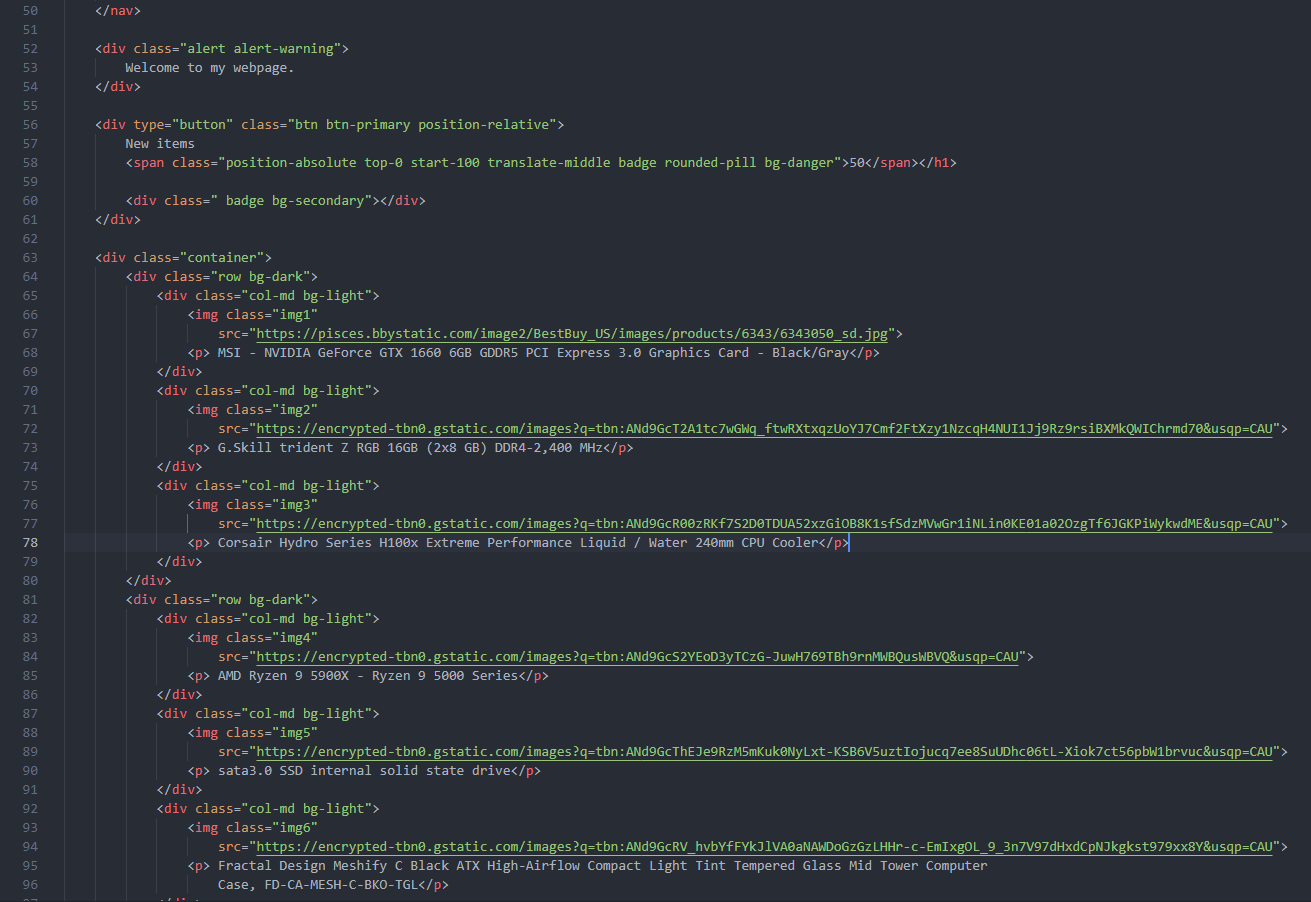 50 </nav>
51
52 <div class="alert alert-warning">
53 Welcome to my webpage.
54 </div>
55
56 <div type="button" class="btn btn-primary position-relative">
57 New items
58 <span class="position-absolute top-0 start-100 translate-middle badge rounded-pill bg-danger">50</span></h1>
59
60 <div class=" badge bg-secondary"></div>
61 </div>
62
63 <div class="container">
64 <div class="row bg-dark">
65 <div class="col-md bg-light">
66 <img class="img1"
67 src="https://pisces.bbystatic.com/image2/BestBuy_US/images/products/6343/6343050_sd.jpg">
68 <p> MSI - NVIDIA GeForce GTX 1660 6GB GDDR5 PCI Express 3.0 Graphics Card - Black/Gray</p>
69 </div>
70 <div class="col-md bg-light">
71 <img class="img2"
72 src="https://encrypted-tbn0.gstatic.com/images?q=tbn:ANd9GcT2A1tc7wGWq_ftwRXtxqzUoYJ7Cmf2FtXzy1NzcqH4NUI1Jj9Rz9rsiBXMkQWIChrmd70&usqp=CAU">
73 <p> G.Skill trident Z RGB 16GB (2x8 GB) DDR4-2,400 MHz</p>
74 </div>
75 <div class="col-md bg-light">
76 <img class="img3"
77 src="https://encrypted-tbn0.gstatic.com/images?q=tbn:ANd9GcR00zRKf7S2D0TDUA52xzGiOB8K1sfSdzMVwGr1iNLin0KE01a02OzgTf6JGKPiWykwdME&usqp=CAU">
78 <p> Corsair Hydro Series H100x Extreme Performance Liquid / Water 240mm CPU Cooler</p>
79 </div>
80 </div>
81 <div class="row bg-dark">
82 <div class="col-md bg-light">
83 <img class="img4"
84 src="https://encrypted-tbn0.gstatic.com/images?q=tbn:ANd9GcS2YEoD3yTCzG-JuwH769TBh9rnMWBQusWBVQ&usqp=CAU">
85 <p> AMD Ryzen 9 5900X - Ryzen 9 5000 Series</p>
86 </div>
87 <div class="col-md bg-light">
88 <img class="img5"
89 src="https://encrypted-tbn0.gstatic.com/images?q=tbn:ANd9GcThEJe9RzM5mKuk0NyLxt-KSB6V5uztIojucq7ee8SuUDhc06tL-Xiok7ct56pbW1brvuc&usqp=CAU">
90 <p> sata3.0 SSD internal solid state drive</p>
91 </div>
92 <div class="col-md bg-light">
93 <img class="img6"
94 src="https://encrypted-tbn0.gstatic.com/images?q=tbn:ANd9GcRV_hvbYfFYkJlVA0aNAWDoGzGzLHHr-c-EmIxgOL_9_3n7V97dHxdCpNJkgkst979xx8Y&usqp=CAU">
95 <p> Fractal Design Meshify C Black ATX High-Airflow Compact Light Tint Tempered Glass Mid Tower Computer
96 Case, FD-CA-MESH-C-BKO-TGL</p>